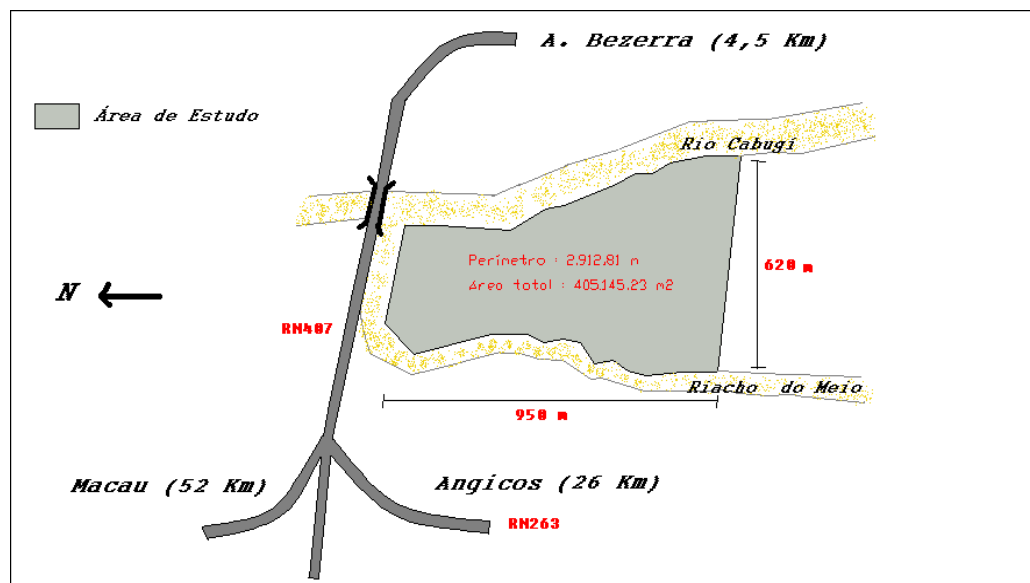 A. Bezerra (4,5 Km)
Área de Estudo
Rio Cabugí
Perímetro : 2.912,81 m
Área total : 405.145,23 m2
620 m
N
RN407
Riacho do Meio
950 m
Macau (52 Km)
Angicos (26 Km)
RN263